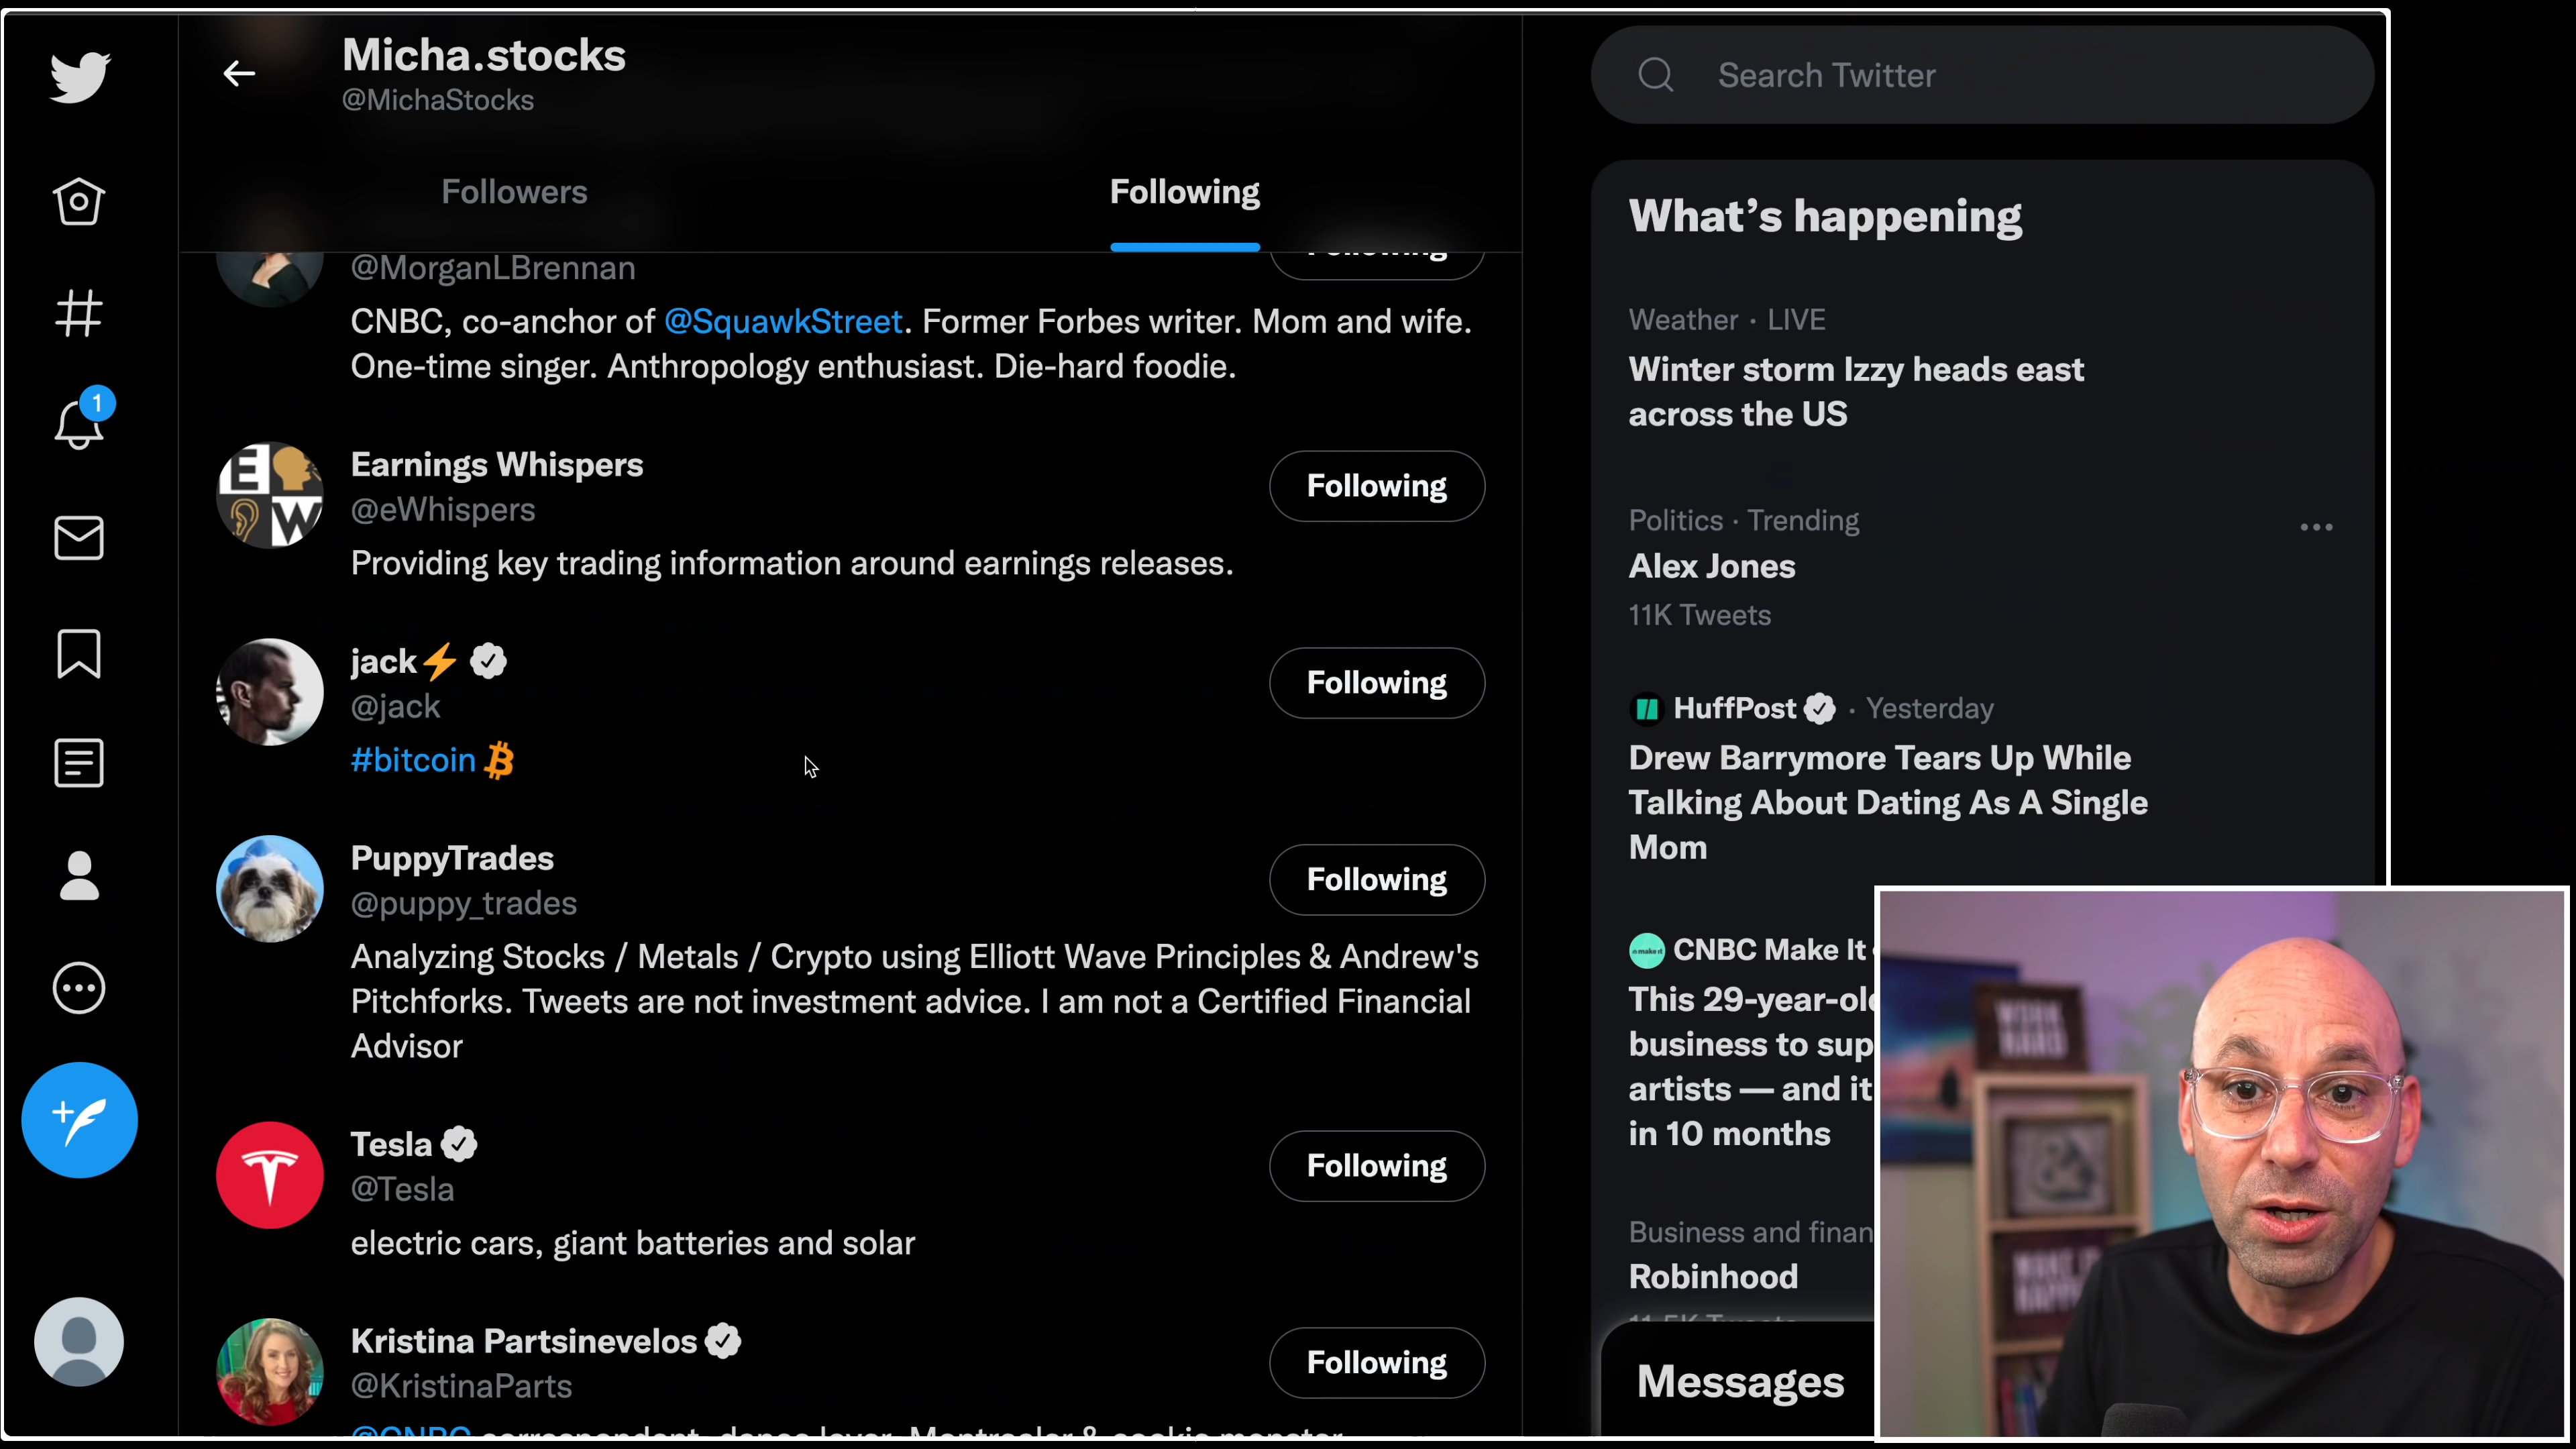 Micha.stocks
@MichaStocks
Followers
Following
@MorganLBrennan
CNBC, co-anchor of @SquawkStreet. Former Forbes writer. Mom and wife.
One-time singer. Anthropology enthusiast. Die-hard foodie.
Earnings Whispers
@eWhispers
Following
Providing key trading information around earnings releases.
E
W
jack⚡
@jack
Following
#bitcoin
PuppyTrades
@puppy_trades
Following
Analyzing Stocks / Metals / Crypto using Elliott Wave Principles & Andrew's
Pitchforks. Tweets are not investment advice. I am not a Certified Financial
Advisor
Tesla
@Tesla
Following
electric cars, giant batteries and solar
Kristina Partsinevelos
@KristinaParts
Following
1
Search Twitter
What's happening
Weather · LIVE
Winter storm Izzy heads east
across the US
Politics · Trending
Alex Jones
11K Tweets
HuffPost · Yesterday
Drew Barrymore Tears Up While
Talking About Dating As A Single
Mom
CNBC Make It
This 29-year-old
business to sup
artists — and it
in 10 months
Business and finan
Robinhood
Messages
WORK
HARD